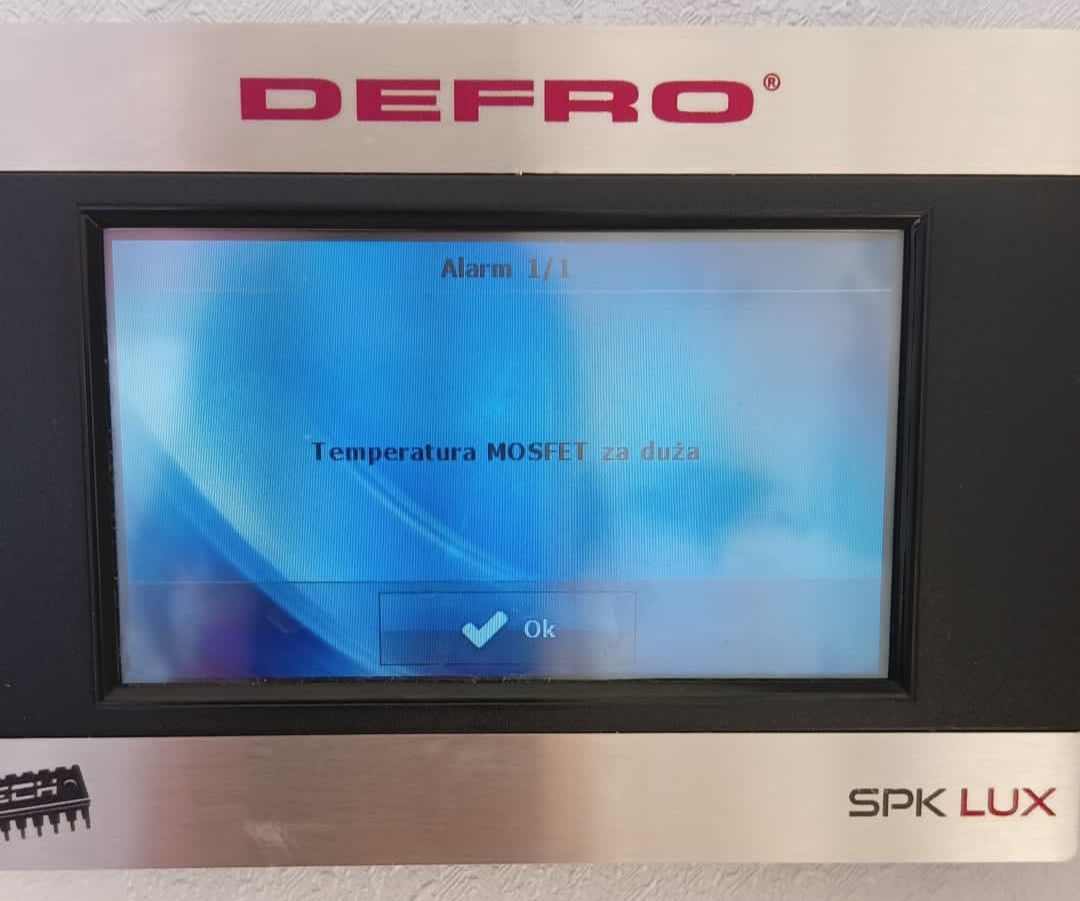 DEFRO®
Alarm 1/1
Temperatura MOSFET za duża
Ok
SPK LUX